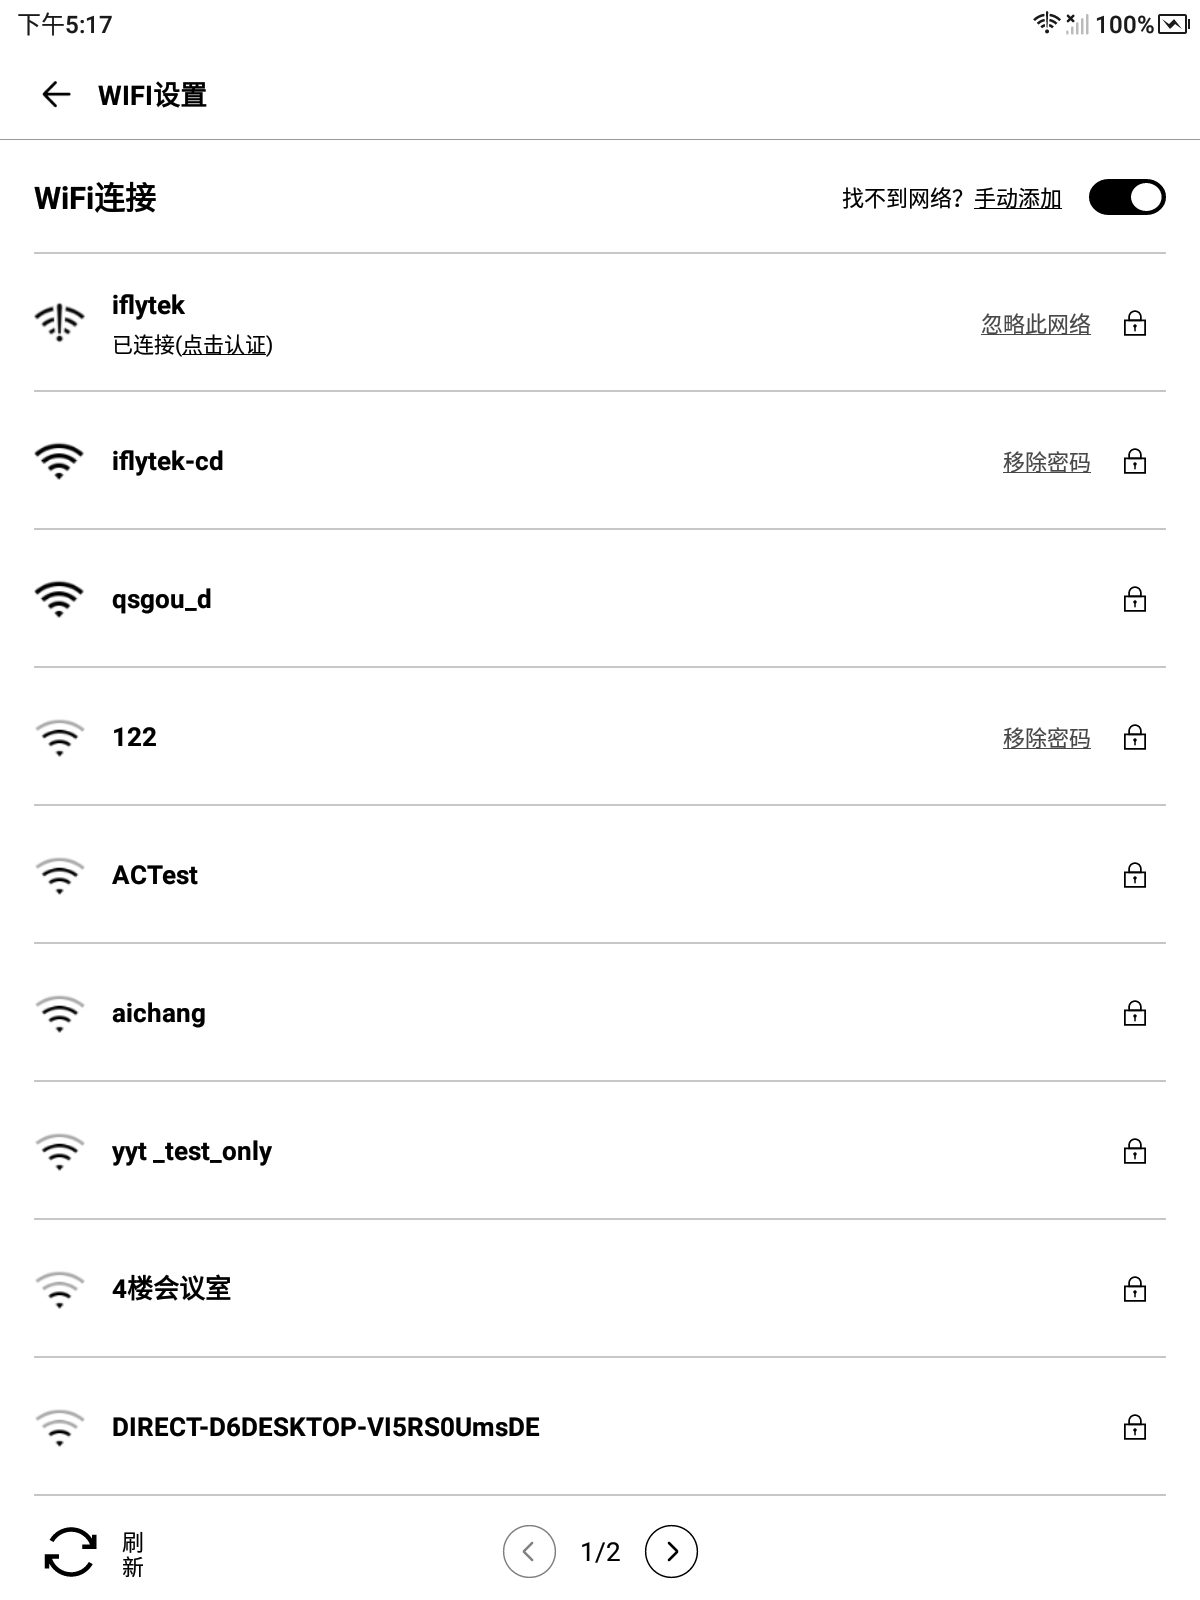 下午5:17
100%
WIFI设置
WiFi连接
找不到网络？手动添加
iflytek
已连接(点击认证)
忽略此网络
iflytek-cd
移除密码
qsgou_d
122
移除密码
ACTest
aichang
yyt _test_only
4楼会议室
DIRECT-D6DESKTOP-VI5RS0UmsDE
刷
新
1/2